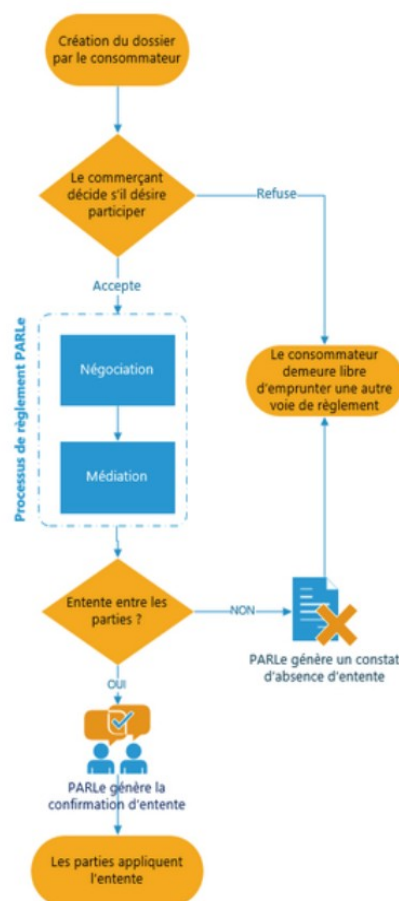 Création du dossier
par le consommateur
Le commerçant
décide s'il désire
participer
Refuse
Accepte
Processus de règlement PARLe
Négociation
Médiation
Le consommateur
demeure libre
d'emprunter une autre
voie de règlement
Entente entre les
parties ?
NON
PARLe génère un constat
d'absence d'entente
OUI
PARLe génère la
confirmation d'entente
Les parties appliquent
l'entente